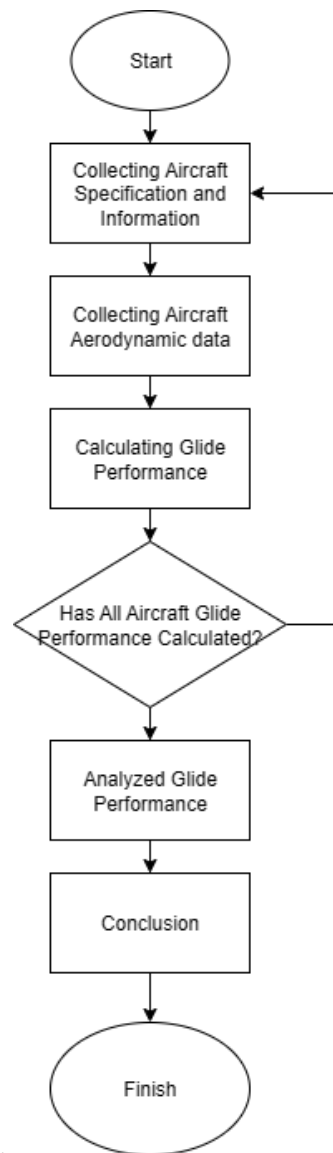 Start
Collecting Aircraft
Specification and
Information
Collecting Aircraft
Aerodynamic data
Calculating Glide
Performance
Has All Aircraft Glide
Performance Calculated?
Analyzed Glide
Performance
Conclusion
Finish